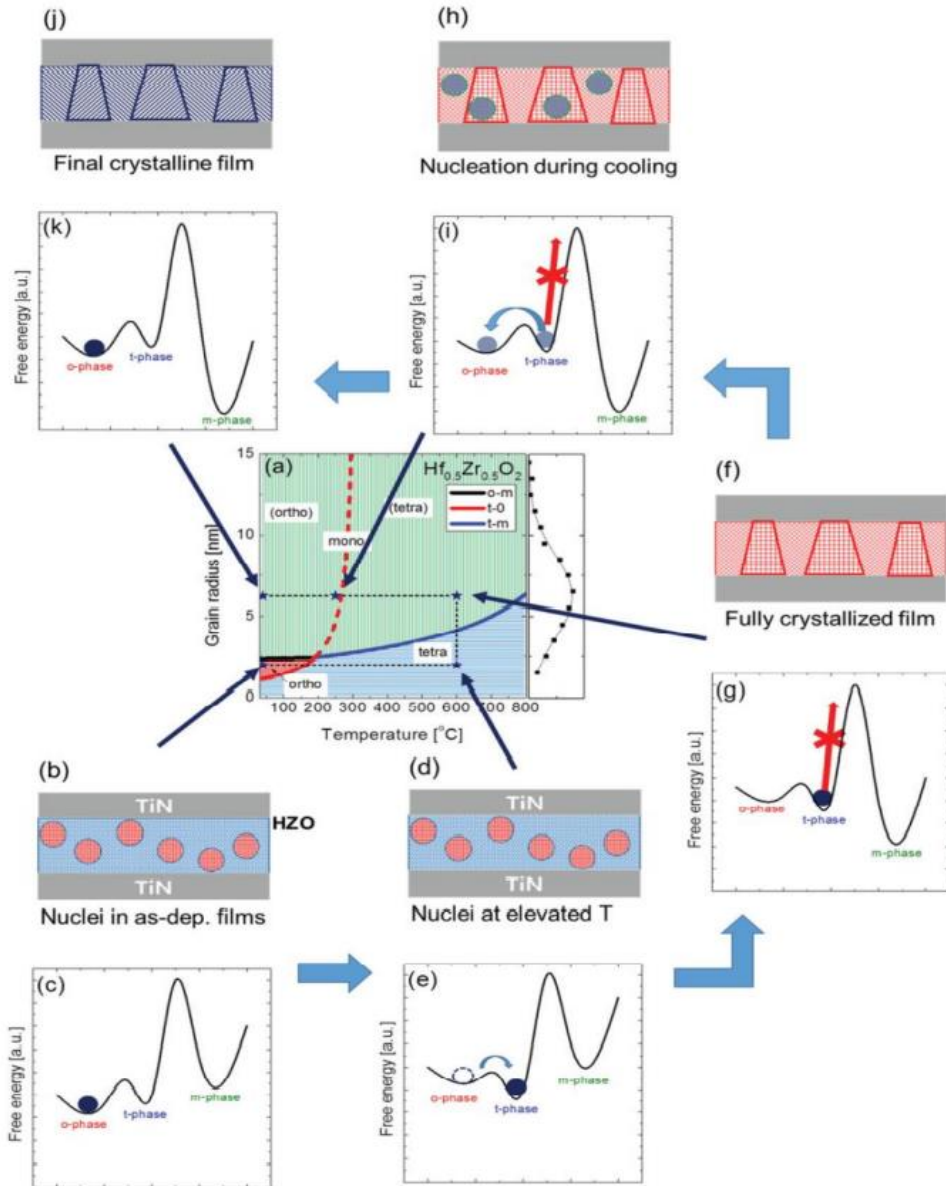 (j)
Final crystalline film
(h)
Nucleation during cooling
(k)
Free energy [a.u.]
o-phase
t-phase
m-phase
(i)
Free energy [a.u.]
o-phase
t-phase
m-phase
(a)
Hf0.5Zr0.5O2
o-m
t-0
t-m
(ortho)
(tetra)
mono
tetra
ortho
Grain radius [nm]
15
10
5
0
100 200 300 400 500 600 700 800
Temperature [°C]
(f)
Fully crystallized film
(g)
Free energy [a.u.]
o-phase
t-phase
m-phase
(b)
TiN
HZO
TiN
Nuclei in as-dep. films
(d)
TiN
TiN
Nuclei at elevated T
(c)
Free energy [a.u.]
o-phase
t-phase
m-phase
(e)
Free energy [a.u.]
o-phase
t-phase
m-phase